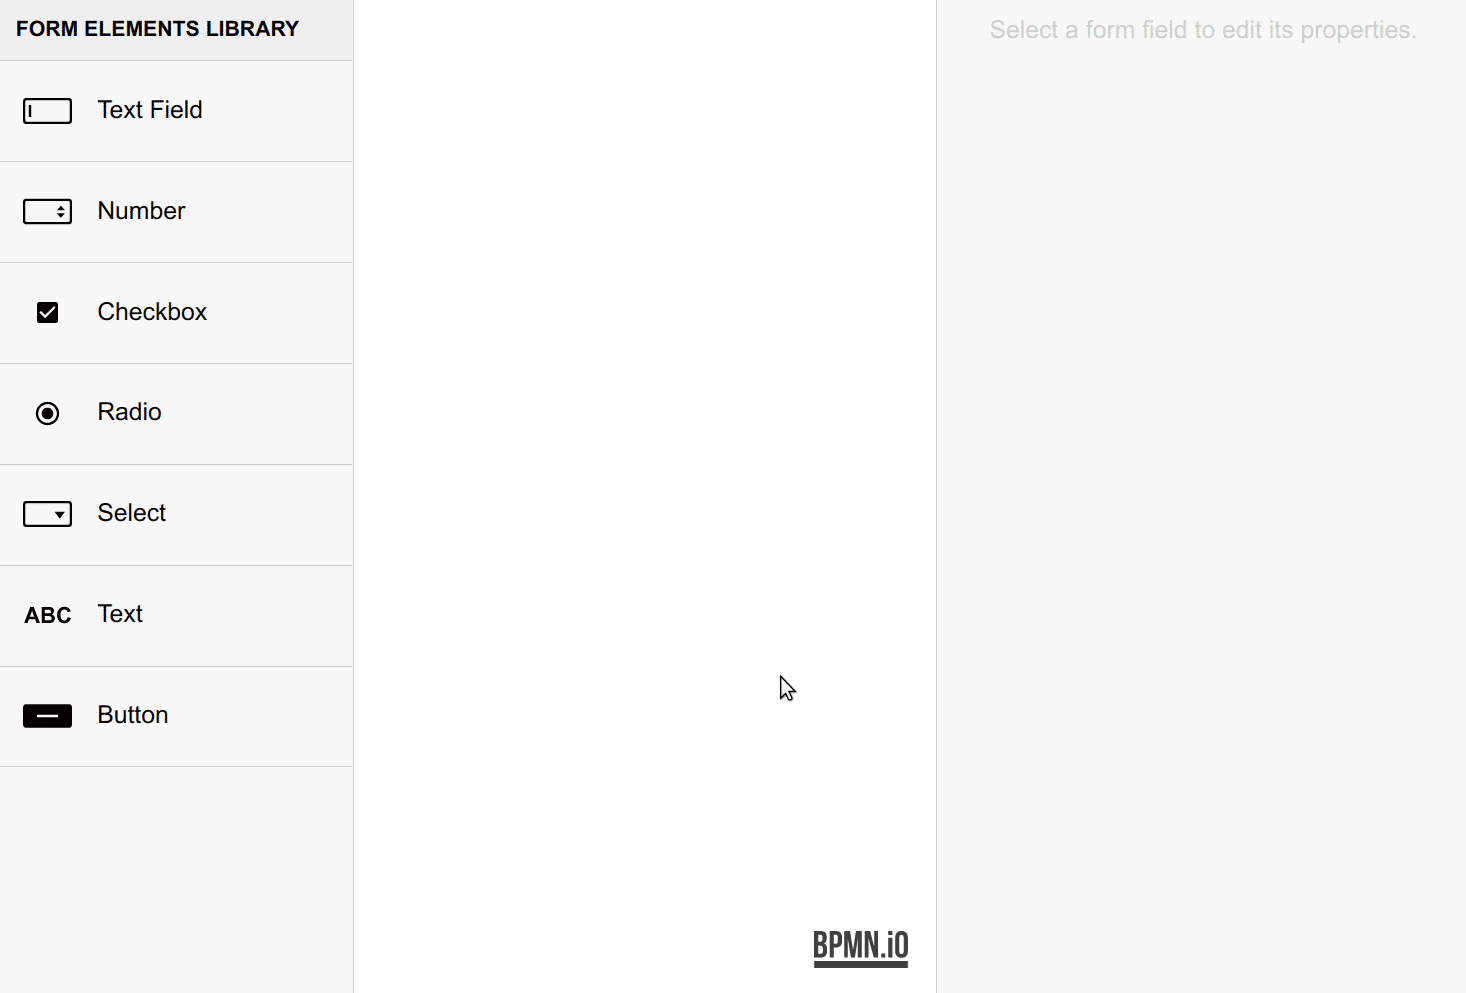 FORM ELEMENTS LIBRARY
Text Field
Number
Checkbox
Radio
Select
ABC Text
Button
Select a form field to edit its properties.
BPMN.iO